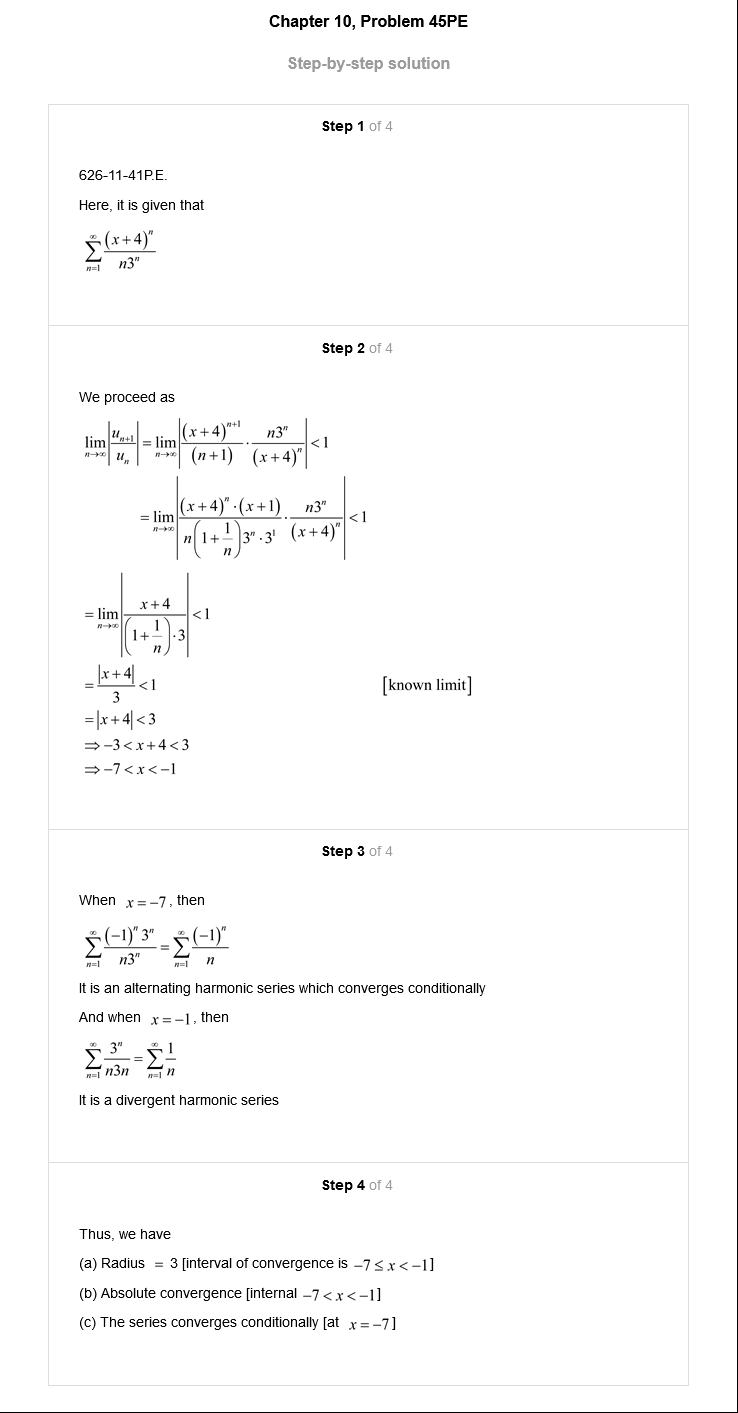 Chapter 10, Problem 45PE
Step-by-step solution
Step 1 of 4
626-11-41P.E.
Here, it is given that
\sum_{n=1}^{\infty} \frac{(x+4)^n}{n3^n}
Step 2 of 4
We proceed as
\lim_{n\to\infty} \left| \frac{u_{n+1}}{u_n} \right| = \lim_{n\to\infty} \left| \frac{(x+4)^{n+1}}{(n+1)} \cdot \frac{n3^n}{(x+4)^n} \right| < 1
= \lim_{n\to\infty} \left| \frac{(x+4)^n \cdot (x+1)}{n\left(1+\frac{1}{n}\right)3^n \cdot 3^1} \cdot \frac{n3^n}{(x+4)^n} \right| < 1
= \lim_{n\to\infty} \left| \frac{x+4}{\left(1+\frac{1}{n}\right) \cdot 3} \right| < 1
= \frac{|x+4|}{3} < 1 [known limit]
= |x+4| < 3
⇒ −3 < x+4 < 3
⇒ −7 < x < −1
Step 3 of 4
When x = −7, then
\sum_{n=1}^{\infty} \frac{(-1)^n 3^n}{n3^n} = \sum_{n=1}^{\infty} \frac{(-1)^n}{n}
It is an alternating harmonic series which converges conditionally
And when x = −1, then
\sum_{n=1}^{\infty} \frac{3^n}{n3n} = \sum_{n=1}^{\infty} \frac{1}{n}
It is a divergent harmonic series
Step 4 of 4
Thus, we have
(a) Radius = 3 [interval of convergence is −7 ≤ x < −1]
(b) Absolute convergence [internal −7 < x < −1]
(c) The series converges conditionally [at x = −7]